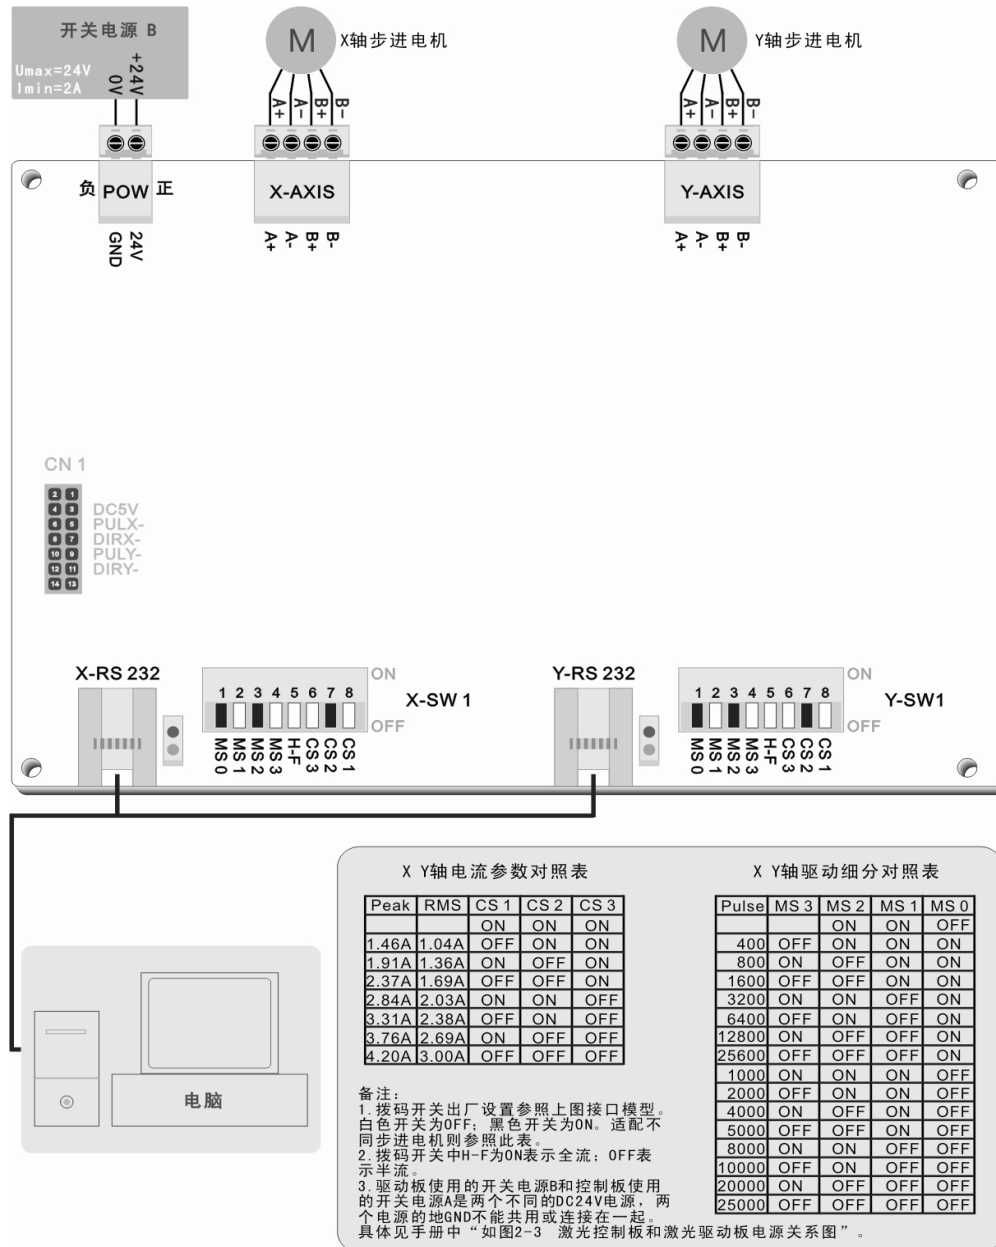 开关电源 B
Umax=24V
Imin=2A
0V
+24V
M
X轴步进电机
A+ A- B+ B-
M
Y轴步进电机
A+ A- B+ B-
负 POW 正
GND 24V
X-AXIS
A+ A- B+ B-
Y-AXIS
A+ A- B+ B-
CN 1
2 1
4 3 DC5V
6 5 PULX-
8 7 DIRX-
10 9 PULY-
12 11 DIRY-
14 13
X-RS 232
ON
1 2 3 4 5 6 7 8
OFF
X-SW 1
MS 0 MS 1 MS 2 MS 3 H-F CS 3 CS 2 CS 1
Y-RS 232
ON
1 2 3 4 5 6 7 8
OFF
Y-SW1
MS 0 MS 1 MS 2 MS 3 H-F CS 3 CS 2 CS 1
电脑
X Y轴电流参数对照表
Peak RMS CS 1 CS 2 CS 3
ON ON ON
1.46A 1.04A OFF ON ON
1.91A 1.36A ON OFF ON
2.37A 1.69A OFF OFF ON
2.84A 2.03A ON ON OFF
3.31A 2.38A OFF ON OFF
3.76A 2.69A ON OFF OFF
4.20A 3.00A OFF OFF OFF
X Y轴驱动细分对照表
Pulse MS 3 MS 2 MS 1 MS 0
ON ON OFF
400 OFF ON ON ON
800 ON OFF ON ON
1600 OFF OFF ON ON
3200 ON ON OFF ON
6400 OFF ON OFF ON
12800 ON OFF OFF ON
25600 OFF OFF OFF ON
1000 ON ON ON OFF
2000 OFF ON ON OFF
4000 ON OFF ON OFF
5000 OFF OFF ON OFF
8000 ON ON OFF OFF
10000 OFF ON OFF OFF
20000 ON OFF OFF OFF
25000 OFF OFF OFF OFF
备注：
1.拨码开关出厂设置参照上图接口模型。
白色开关为OFF；黑色开关为ON。适配不
同步进电机则参照此表。
2.拨码开关中H-F为ON表示全流；OFF表
示半流。
3.驱动板使用的开关电源B和控制板使用
的开关电源A是两个不同的DC24V电源，两
个电源的地GND不能共用或连接在一起。
具体见手册中“如图2-3 激光控制板和激光驱动板电源关系图”。